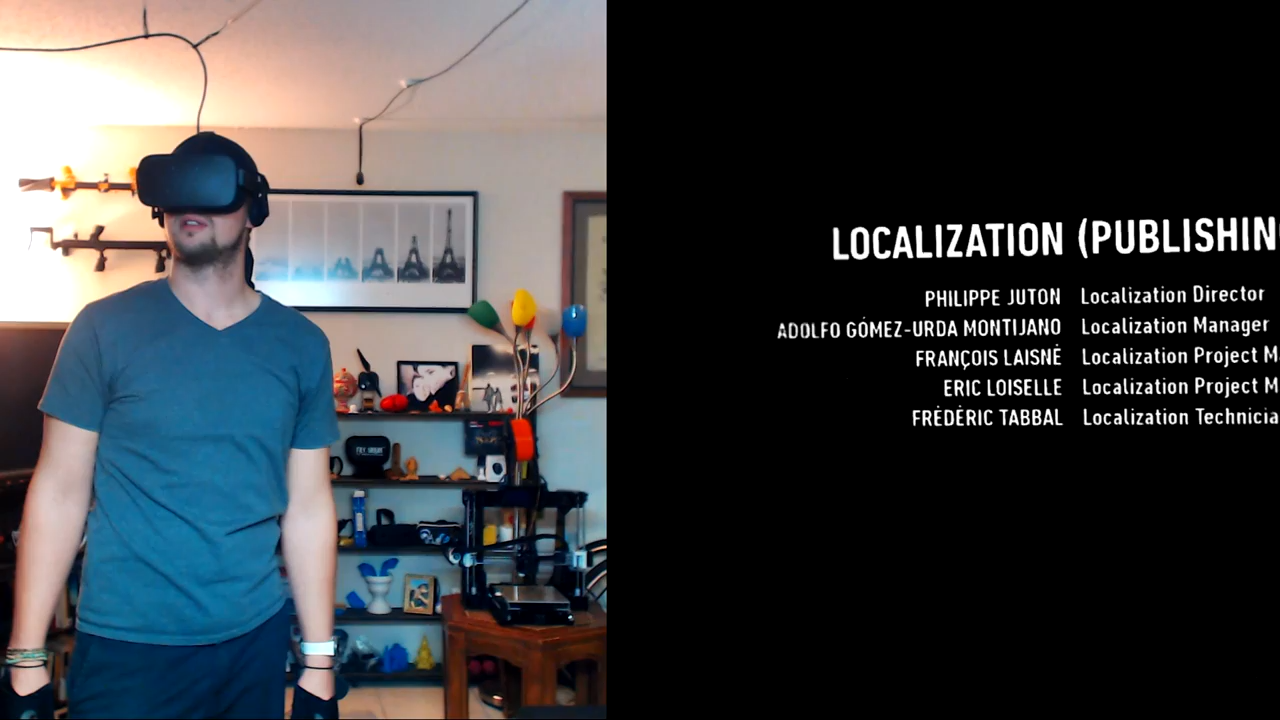 LOCALIZATION (PUBLISHIN
PHILIPPE JUTON Localization Director
ADOLFO GÓMEZ-URDA MONTIJANO Localization Manager
FRANÇOIS LAISNÉ Localization Project M
ERIC LOISELLE Localization Project M
FRÉDÉRIC TABBAL Localization Technicia